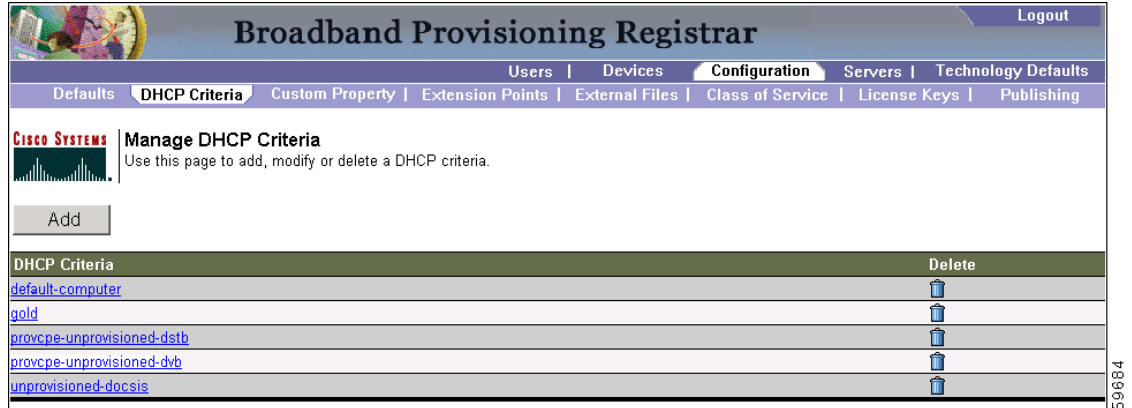 Broadband Provisioning Registrar
Logout
Users | Devices Configuration Servers | Technology Defaults
Defaults DHCP Criteria Custom Property | Extension Points | External Files | Class of Service | License Keys | Publishing
CISCO SYSTEMS
Manage DHCP Criteria
Use this page to add, modify or delete a DHCP criteria.
Add
DHCP Criteria Delete
default-computer
gold
provcpe-unprovisioned-dstb
provcpe-unprovisioned-dvb
unprovisioned-docsis
59684